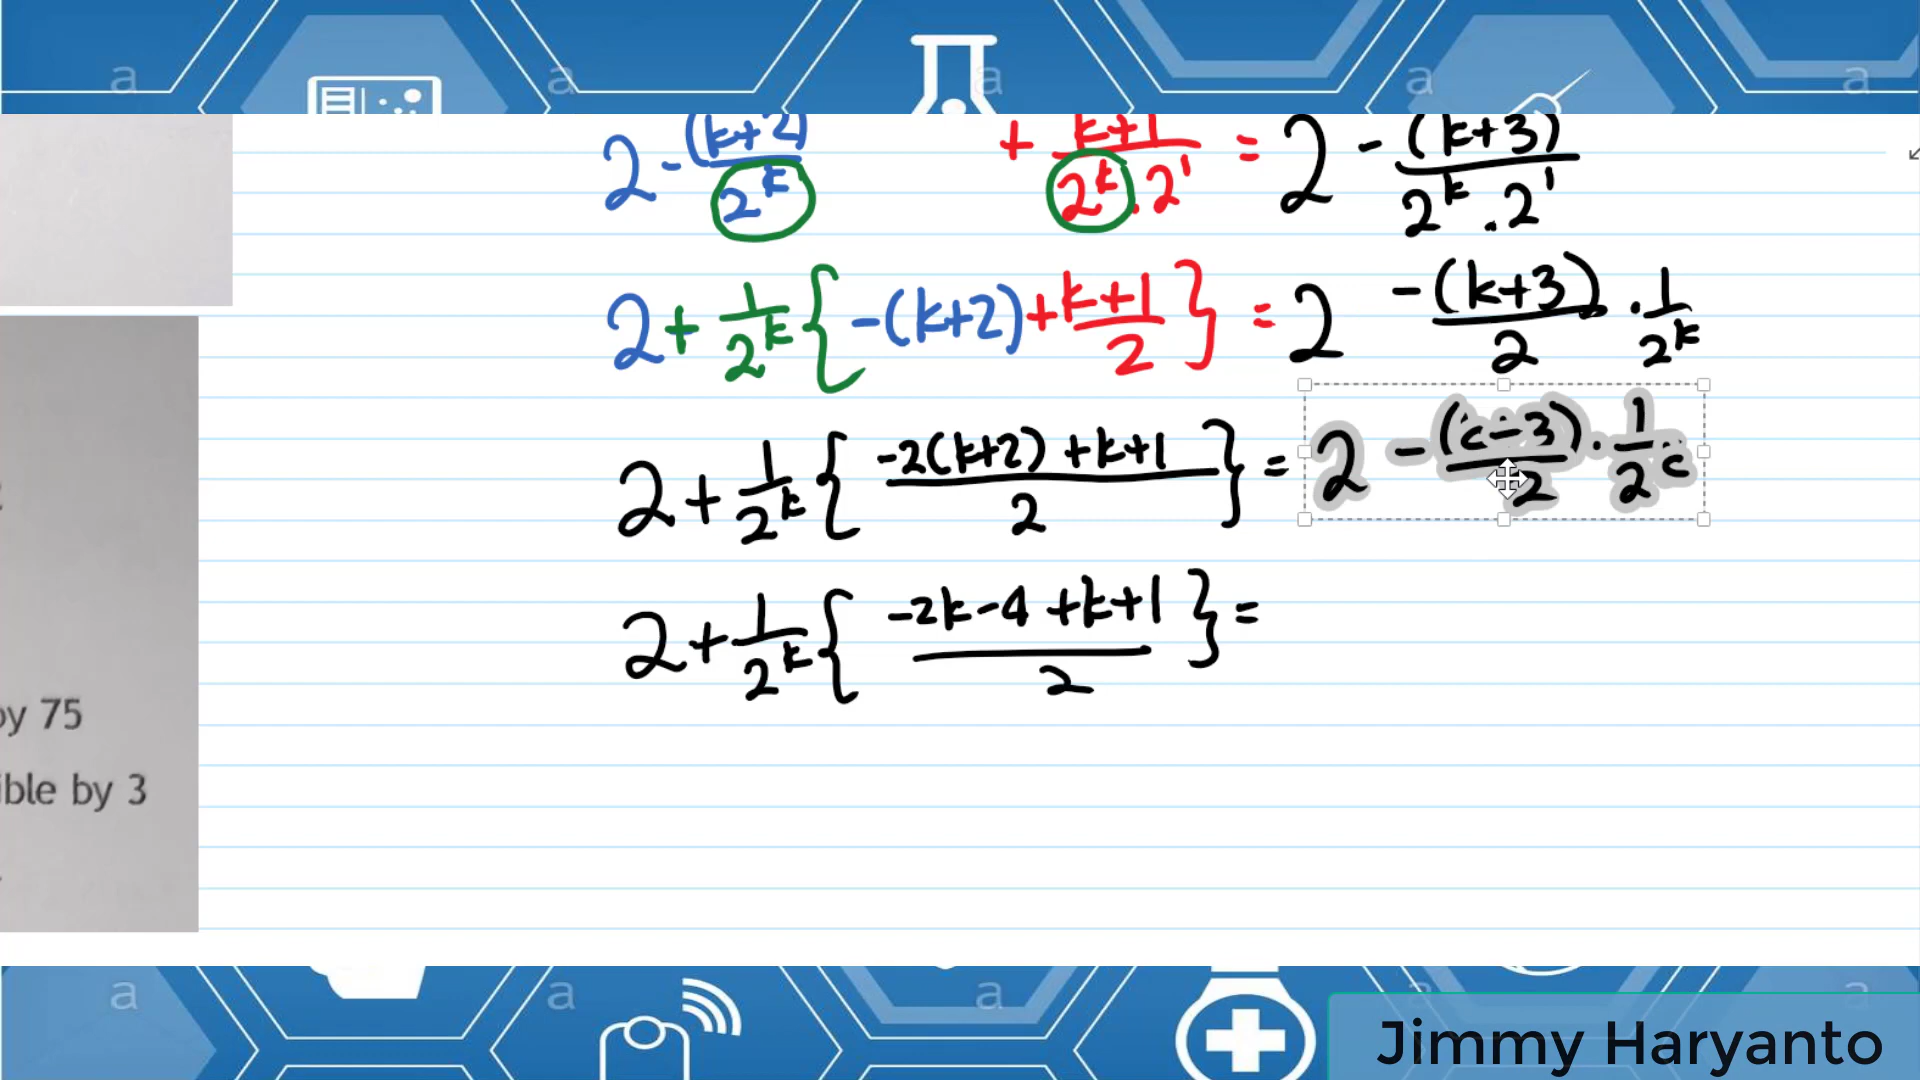 2 - (k+2)/2^k + (k+1)/(2^k . 2^1) = 2 - (k+3)/(2^k . 2^1)
2 + 1/2^k { -(k+2) + (k+1)/2 } = 2 - (k+3)/2 . 1/2^k
2 + 1/2^k { (-2(k+2) + k+1)/2 } = 2 - (c-3)/2 . 1/2 c
2 + 1/2^k { (-2k-4 + k+1)/2 } =
by 75
ible by 3
Jimmy Haryanto